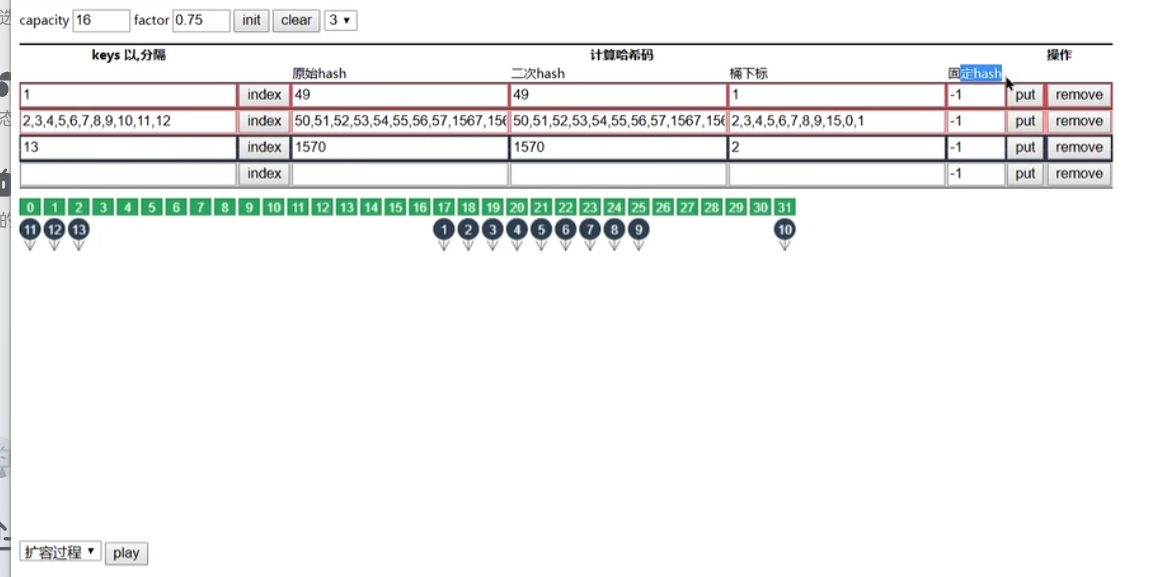 capacity 16 factor 0.75 init clear 3
keys 以,分隔 计算哈希码 操作
原始hash 二次hash 桶下标 固定hash
1 index 49 49 1 -1 put remove
2,3,4,5,6,7,8,9,10,11,12 index 50,51,52,53,54,55,56,57,1567,156 50,51,52,53,54,55,56,57,1567,156 2,3,4,5,6,7,8,9,15,0,1 -1 put remove
13 index 1570 1570 2 -1 put remove
index -1 put remove
0 1 2 3 4 5 6 7 8 9 10 11 12 13 14 15 16 17 18 19 20 21 22 23 24 25 26 27 28 29 30 31
11 12 13 1 2 3 4 5 6 7 8 9 10
扩容过程 play